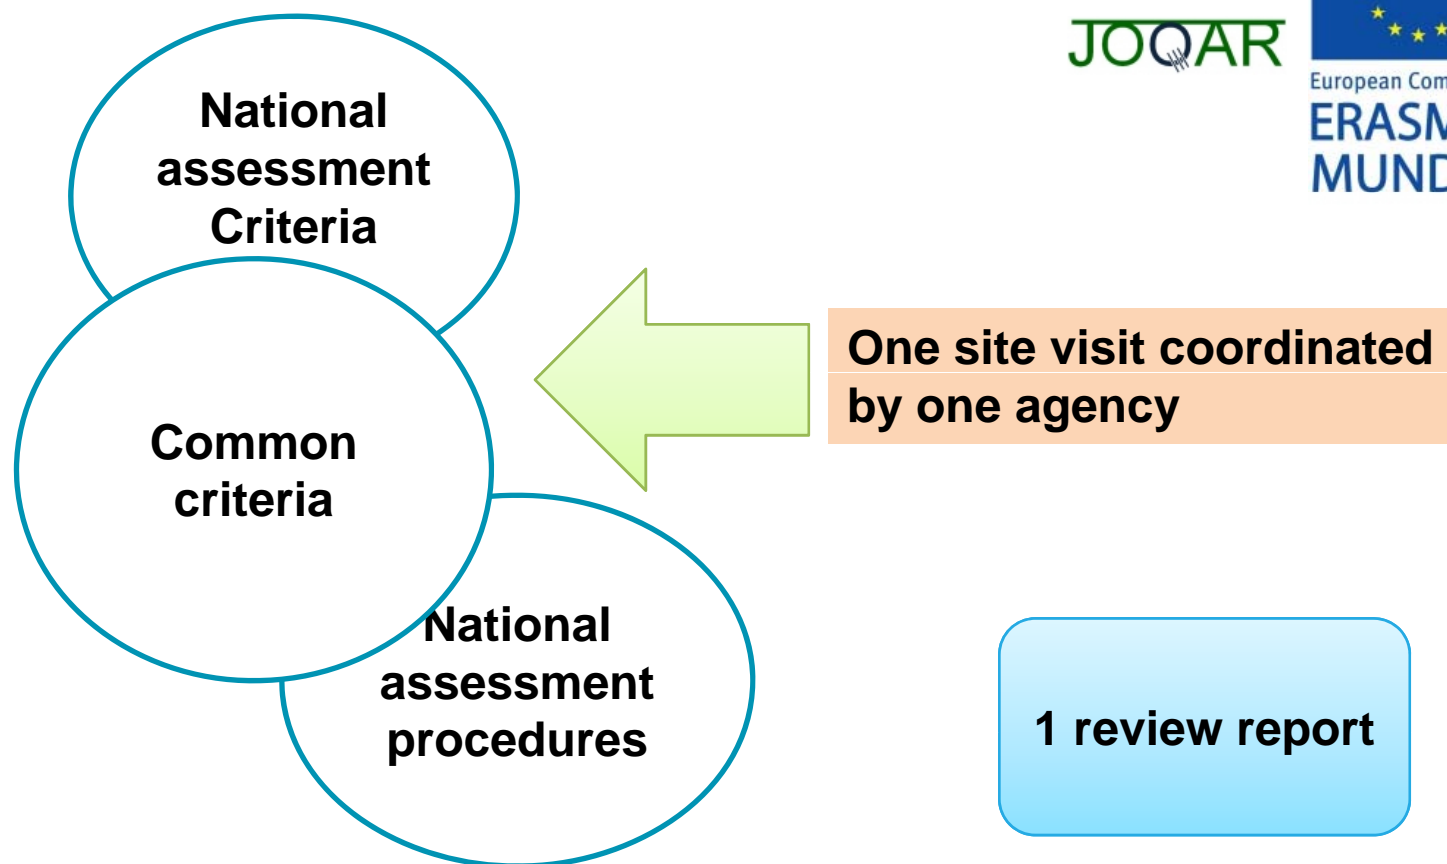 JOQAR
European Com
ERASM
MUND
National
assessment
Criteria
One site visit coordinated
by one agency
Common
criteria
National
assessment
procedures
1 review report